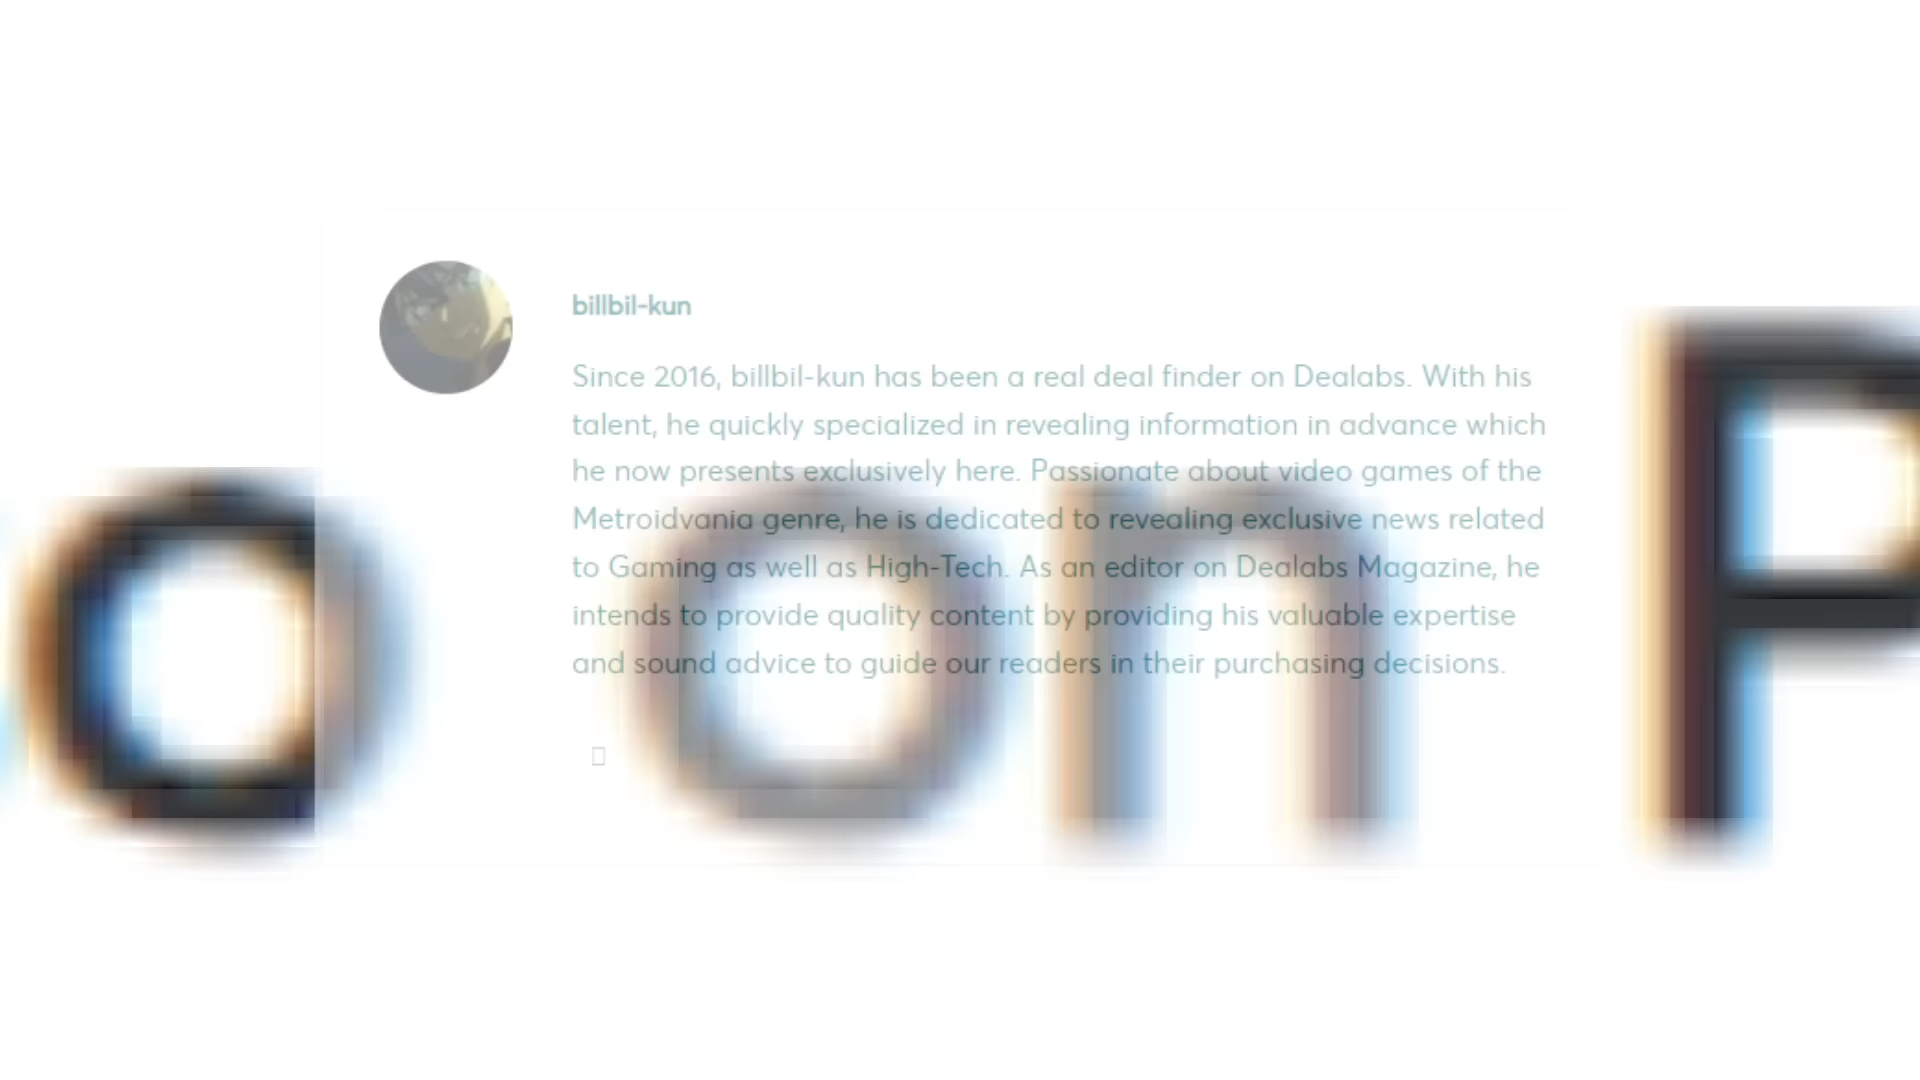 billbil-kun
Since 2016, billbil-kun has been a real deal finder on Dealabs. With his
talent, he quickly specialized in revealing information in advance which
he now presents exclusively here. Passionate about video games of the
Metroidvania genre, he is dedicated to revealing exclusive news related
to Gaming as well as High-Tech. As an editor on Dealabs Magazine, he
intends to provide quality content by providing his valuable expertise
and sound advice to guide our readers in their purchasing decisions.
o on P